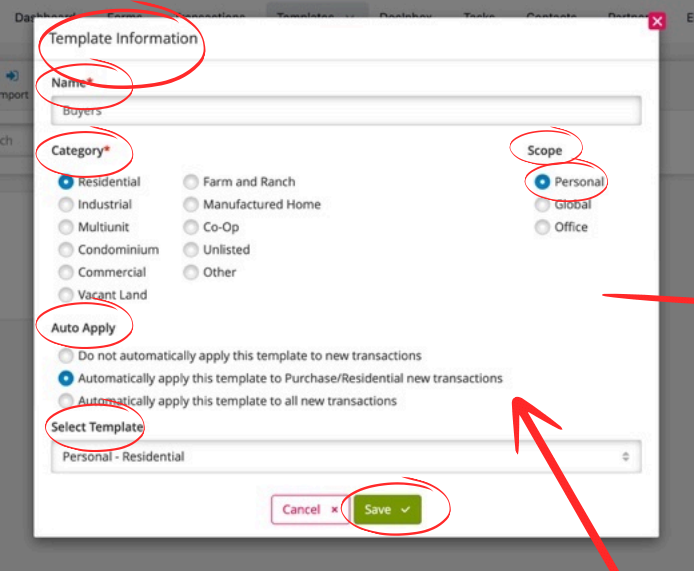 Dashboard Forms Transactions Templates DocInbox Tasks Contacts
Template Information
Import
Name*
Buyers
Category*
Scope
Residential Farm and Ranch Personal
Industrial Manufactured Home Global
Multiunit Co-Op Office
Condominium Unlisted
Commercial Other
Vacant Land
Auto Apply
Do not automatically apply this template to new transactions
Automatically apply this template to Purchase/Residential new transactions
Automatically apply this template to all new transactions
Select Template
Personal - Residential
Cancel × Save ✓